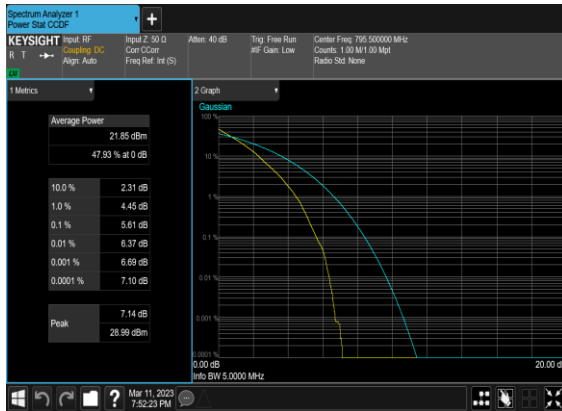 Spectrum Analyzer 1
Power Stat CCDF
KEYSIGHT
R T
LXI
Input: RF
Coupling: DC
Align: Auto
Input Z: 50 Ω
Corr CCorr
Freq Ref: Int (S)
Atten: 40 dB
Trig: Free Run
#IF Gain: Low
Center Freq: 795.500000 MHz
Counts: 1.00 M/1.00 Mpt
Radio Std: None
1 Metrics
Average Power
21.85 dBm
47.93 % at 0 dB
10.0 % 2.31 dB
1.0 % 4.45 dB
0.1 % 5.61 dB
0.01 % 6.37 dB
0.001 % 6.69 dB
0.0001 % 7.10 dB
Peak
7.14 dB
28.99 dBm
2 Graph
Gaussian
100 %
10 %
1 %
0.1 %
0.01 %
0.001 %
0.0001 %
0.00 dB
20.00 d
Info BW 5.0000 MHz
?
Mar 11, 2023
7:52:23 PM